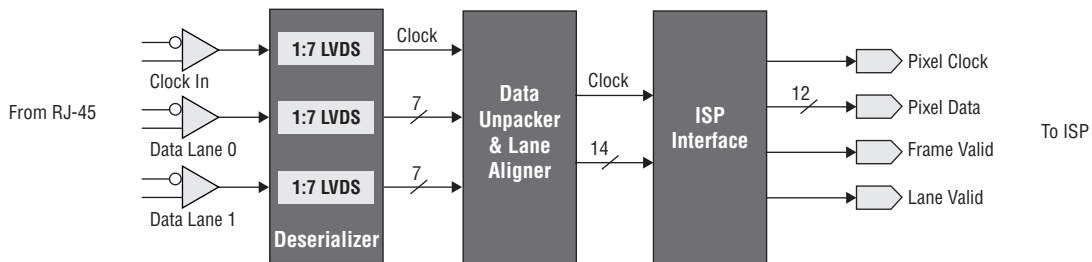 From RJ-45
Clock In
Data Lane 0
Data Lane 1
1:7 LVDS
1:7 LVDS
1:7 LVDS
Deserializer
Clock
7
7
Data
Unpacker
& Lane
Aligner
Clock
14
ISP
Interface
12
Pixel Clock
Pixel Data
Frame Valid
Lane Valid
To ISP